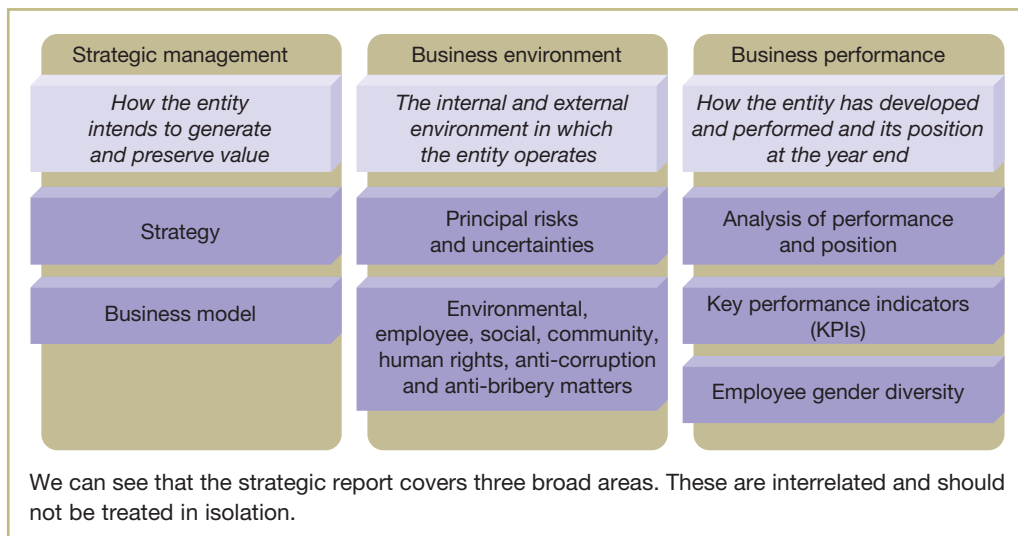 Strategic management
How the entity
intends to generate
and preserve value
Strategy
Business model
Business environment
The internal and external
environment in which
the entity operates
Principal risks
and uncertainties
Environmental,
employee, social, community,
human rights, anti-corruption
and anti-bribery matters
Business performance
How the entity has developed
and performed and its position
at the year end
Analysis of performance
and position
Key performance indicators
(KPIs)
Employee gender diversity
We can see that the strategic report covers three broad areas. These are interrelated and should
not be treated in isolation.